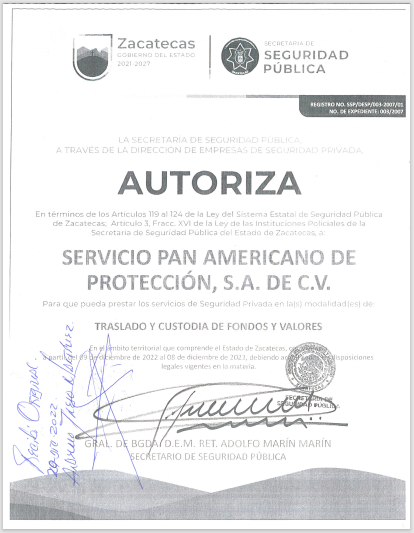 Zacatecas
GOBIERNO DEL ESTADO
2021-2027
SECRETARÍA DE
SEGURIDAD
PÚBLICA
REGISTRO NO. SSP/DESP/003-2007/01
NO. DE EXPEDIENTE: 003/2007
LA SECRETARÍA DE SEGURIDAD PÚBLICA,
A TRAVÉS DE LA DIRECCIÓN DE EMPRESAS DE SEGURIDAD PRIVADA,
AUTORIZA
En términos de los Artículos 119 al 124 de la Ley del Sistema Estatal de Seguridad Pública
de Zacatecas; Artículo 3, Fracc. XVI de la Ley de las Instituciones Policiales de la
Secretaría de Seguridad Pública del Estado de Zacatecas, a:
SERVICIO PAN AMERICANO DE
PROTECCIÓN, S.A. DE C.V.
Para que pueda prestar los servicios de Seguridad Privada en la(s) modalidad(es) de:
TRASLADO Y CUSTODIA DE FONDOS Y VALORES
En el ámbito territorial que comprende el Estado de Zacatecas,
a partir del 09 de diciembre de 2022 al 08 de diciembre de 2023, debiendo disposiciones
legales vigentes en la materia.
SECRETARÍA DE
SEGURIDAD PÚBLICA
GRAL. DE BGDA. D.E.M. RET. ADOLFO MARÍN MARÍN
SECRETARIO DE SEGURIDAD PÚBLICA
Recibí Original
2022